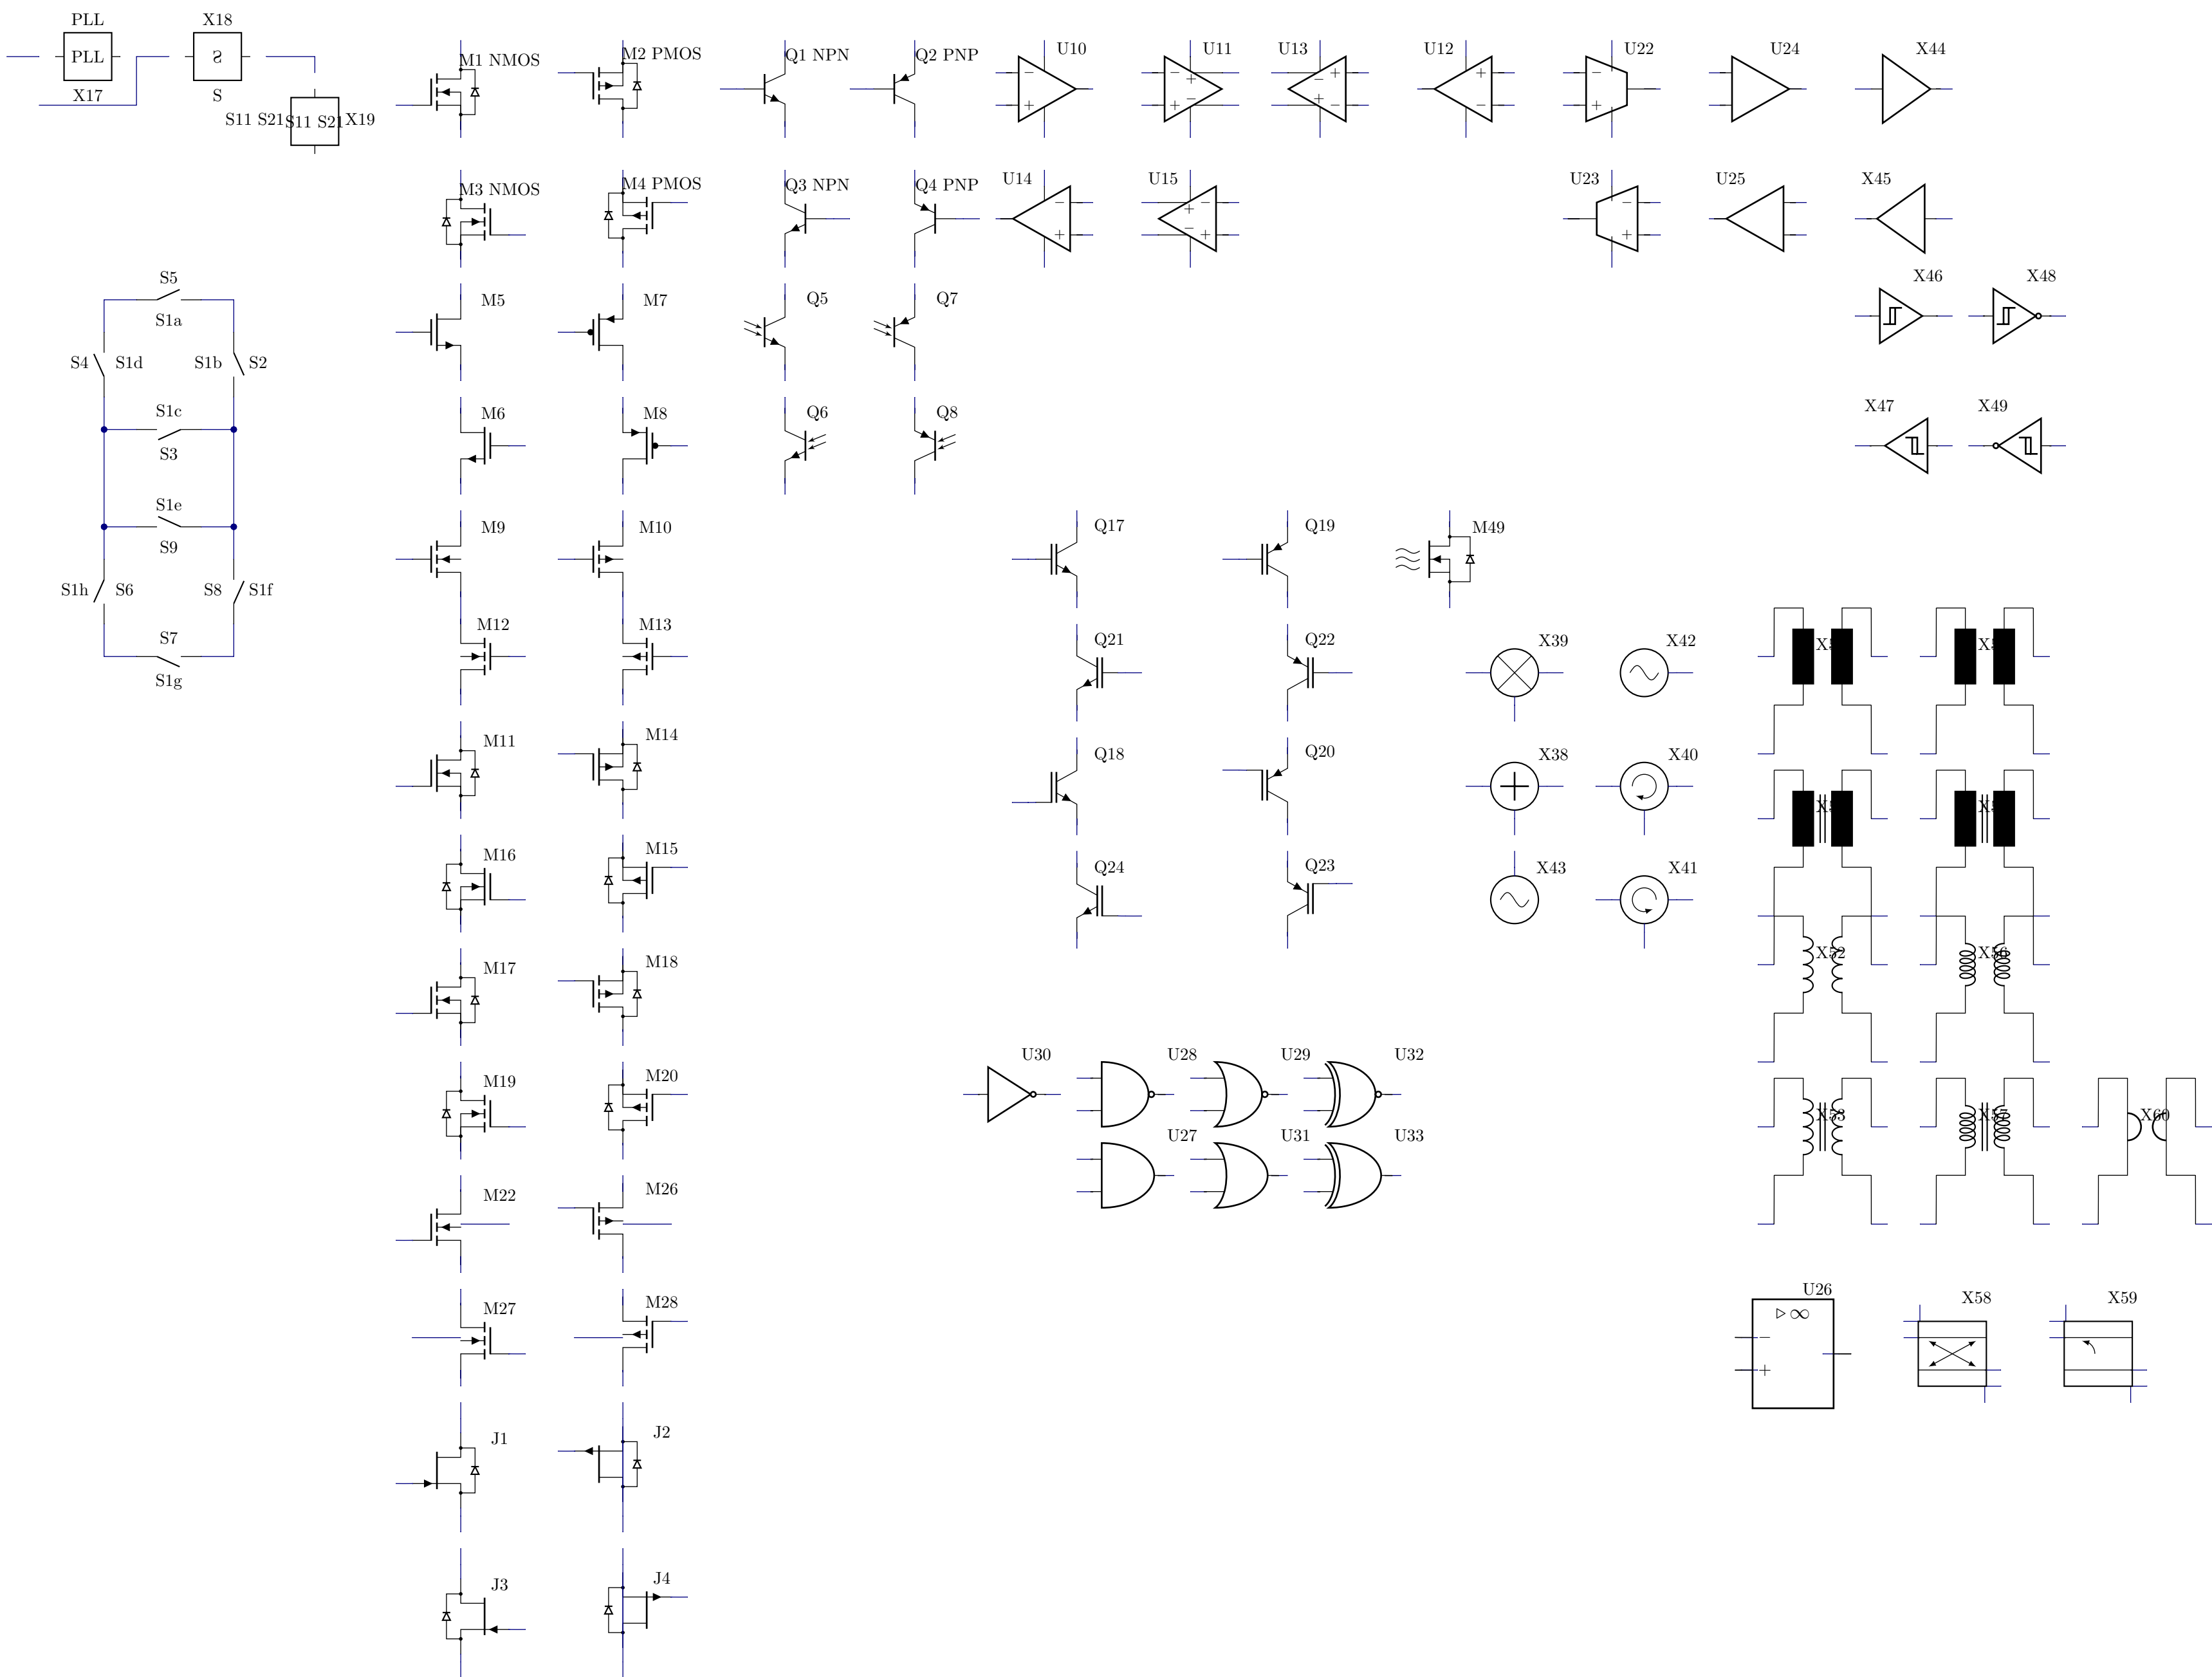 PLL
PLL
X17
X18
S
S
S11 S21
S11 S21
X19
M1 NMOS
M2 PMOS
Q1 NPN
Q2 PNP
U10
U11
U13
U12
U22
U24
X44
M3 NMOS
M4 PMOS
Q3 NPN
Q4 PNP
U14
U15
U23
U25
X45
S5
S1a
S4
S1d
S1b
S2
S1c
S3
S1e
S9
S1h
S6
S8
S1f
S7
S1g
M5
M7
Q5
Q7
X46
X48
M6
M8
Q6
Q8
X47
X49
M9
M10
Q17
Q19
M49
M12
M13
Q21
Q22
X39
X42
M11
M14
Q18
Q20
X38
X40
M16
M15
Q24
Q23
X43
X41
M17
M18
X52
X56
M19
M20
U30
U28
U29
U32
X53
X57
X60
U27
U31
U33
M22
M26
M27
M28
U26
▷ ∞
− 
+
X58
X59
J1
J2
J3
J4